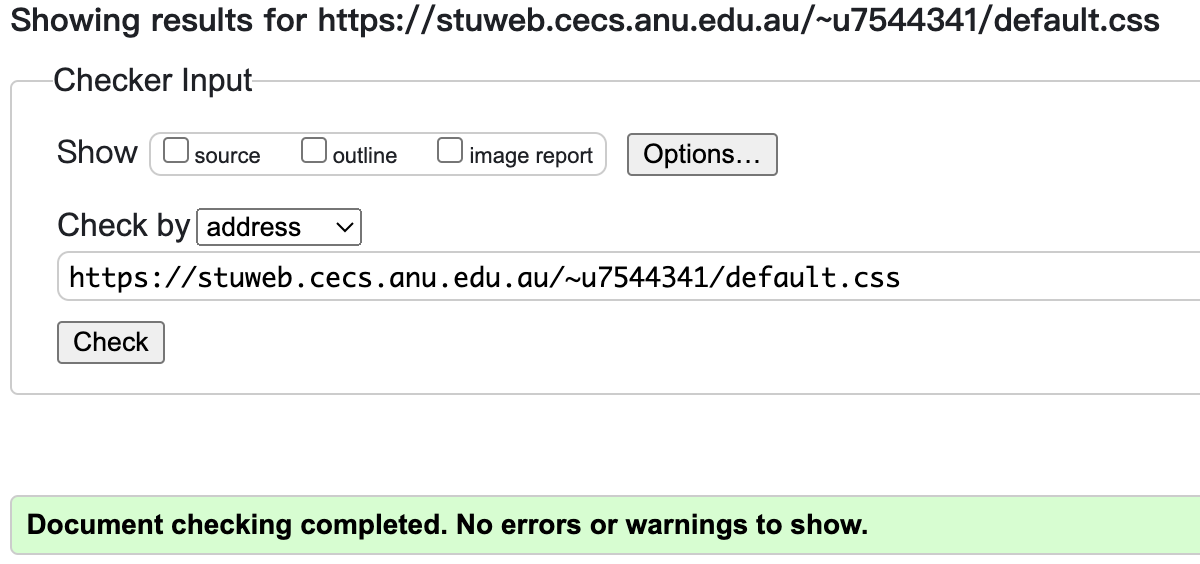 Showing results for https://stuweb.cecs.anu.edu.au/~u7544341/default.css
Checker Input
Show source outline image report Options...
Check by address
https://stuweb.cecs.anu.edu.au/~u7544341/default.css
Check
Document checking completed. No errors or warnings to show.